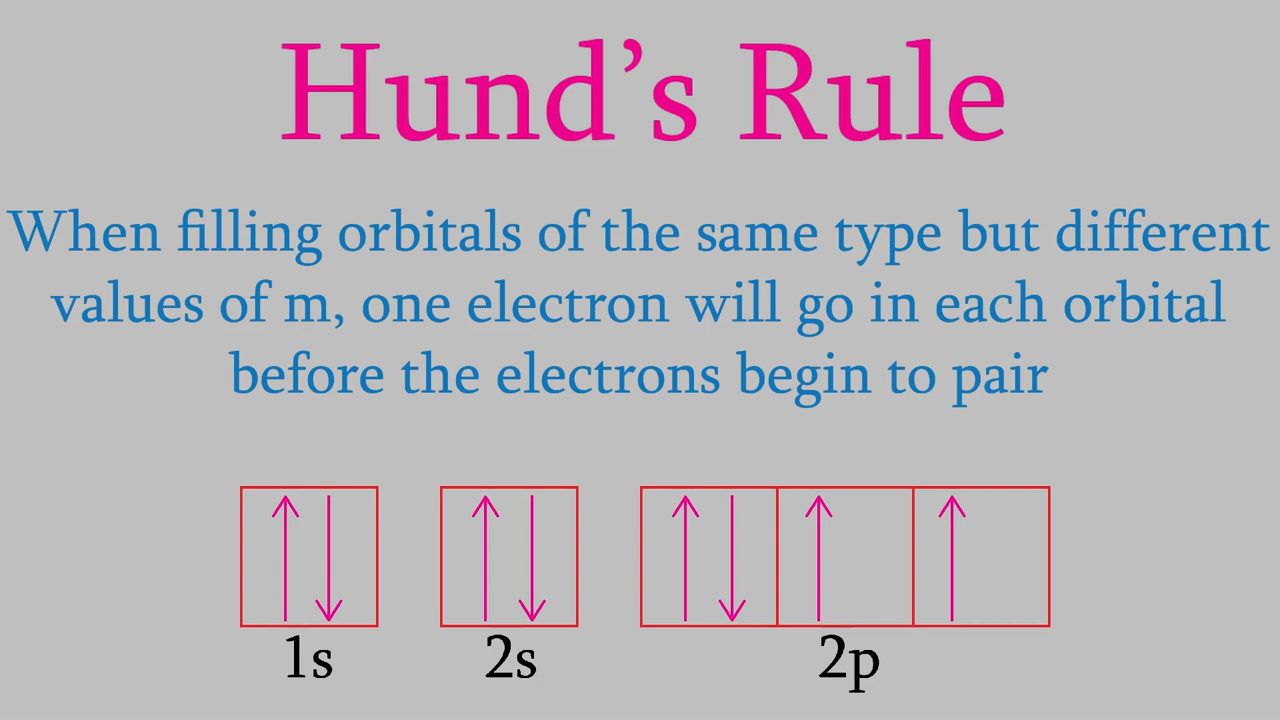 Hund’s Rule
When filling orbitals of the same type but different
values of m, one electron will go in each orbital
before the electrons begin to pair
1s 2s 2p